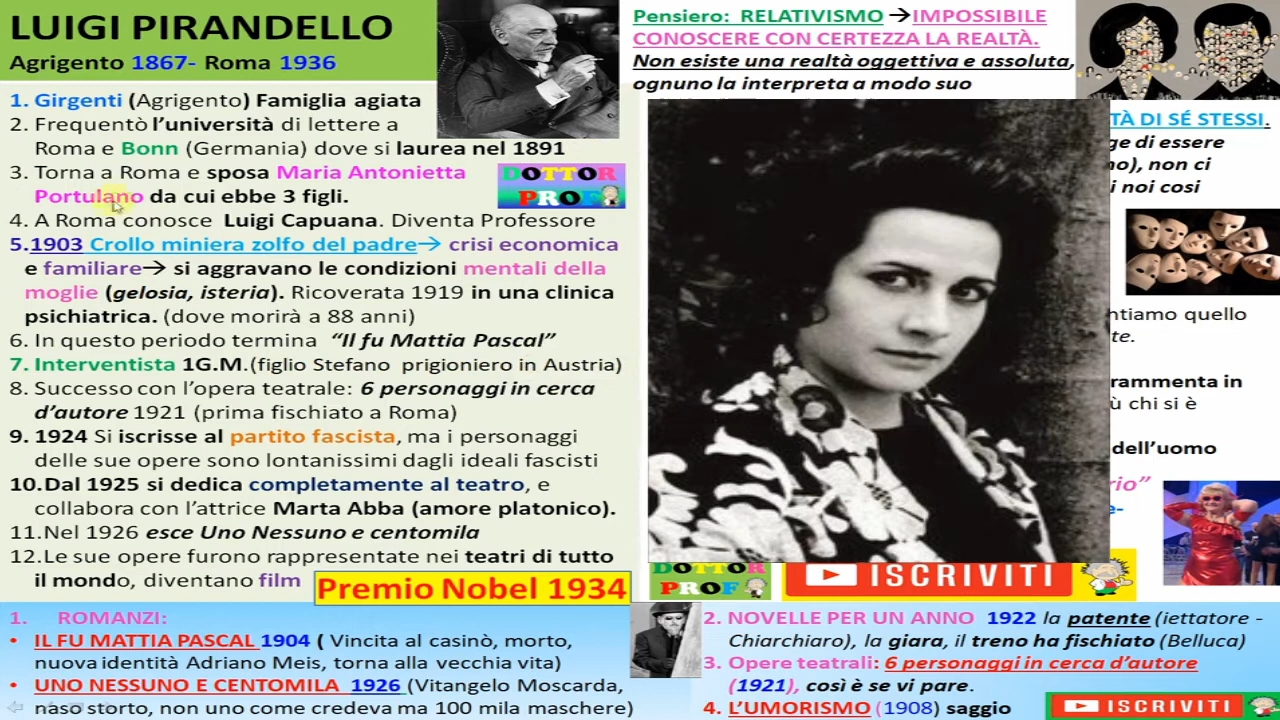 LUIGI PIRANDELLO
Agrigento 1867- Roma 1936
1. Girgenti (Agrigento) Famiglia agiata
2. Frequentò l’università di lettere a
Roma e Bonn (Germania) dove si laurea nel 1891
3. Torna a Roma e sposa Maria Antonietta
Portulano da cui ebbe 3 figli.
4. A Roma conosce Luigi Capuana. Diventa Professore
5.1903 Crollo miniera zolfo del padre→ crisi economica
e familiare→ si aggravano le condizioni mentali della
moglie (gelosia, isteria). Ricoverata 1919 in una clinica
psichiatrica. (dove morirà a 88 anni)
6. In questo periodo termina “Il fu Mattia Pascal”
7. Interventista 1G.M.(figlio Stefano prigioniero in Austria)
8. Successo con l’opera teatrale: 6 personaggi in cerca
d’autore 1921 (prima fischiato a Roma)
9. 1924 Si iscrisse al partito fascista, ma i personaggi
delle sue opere sono lontanissimi dagli ideali fascisti
10.Dal 1925 si dedica completamente al teatro, e
collabora con l’attrice Marta Abba (amore platonico).
11.Nel 1926 esce Uno Nessuno e centomila
12.Le sue opere furono rappresentate nei teatri di tutto
il mondo, diventano film
Premio Nobel 1934
DOTTOR
PROF
Pensiero: RELATIVISMO →IMPOSSIBILE
CONOSCERE CON CERTEZZA LA REALTÀ.
Non esiste una realtà oggettiva e assoluta,
ognuno la interpreta a modo suo
TÀ DI SÉ STESSI.
ge di essere
no), non ci
i noi cosi
ntiamo quello
te.
rammenta in
ù chi si è
dell’uomo
rio”
e-
DOTTOR
PROF
ISCRIVITI
1. ROMANZI:
• IL FU MATTIA PASCAL 1904 ( Vincita al casinò, morto,
nuova identità Adriano Meis, torna alla vecchia vita)
• UNO NESSUNO E CENTOMILA 1926 (Vitangelo Moscarda,
naso storto, non uno come credeva ma 100 mila maschere)
2. NOVELLE PER UN ANNO 1922 la patente (iettatore -
Chiarchiaro), la giara, il treno ha fischiato (Belluca)
3. Opere teatrali: 6 personaggi in cerca d’autore
(1921), così è se vi pare.
4. L’UMORISMO (1908) saggio
ISCRIVITI